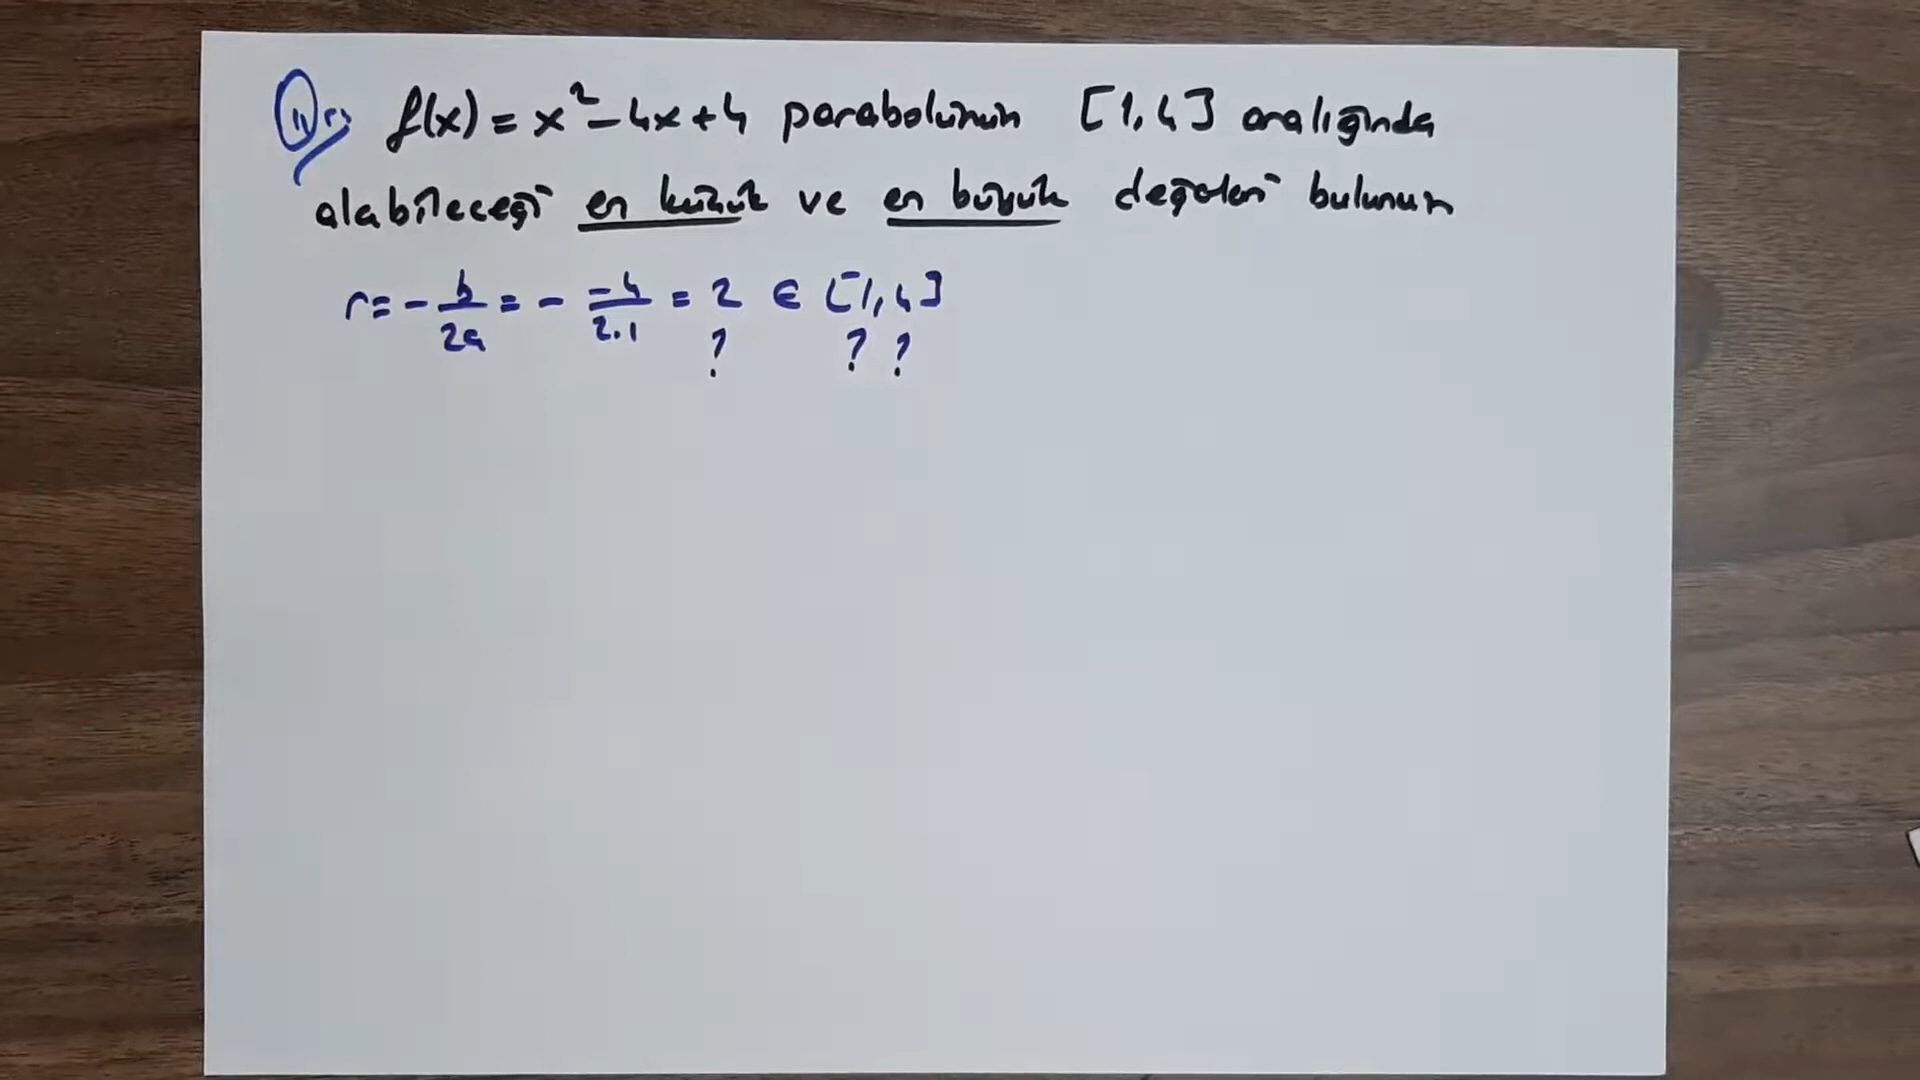 Ör: f(x) = x² - 4x + 4 parabolünün [1,4] aralığında
alabileceği en küçük ve en büyük değerleri bulunuz
r = - b/2a = - -4/2.1 = 2 ∈ [1,4]
? ? ?